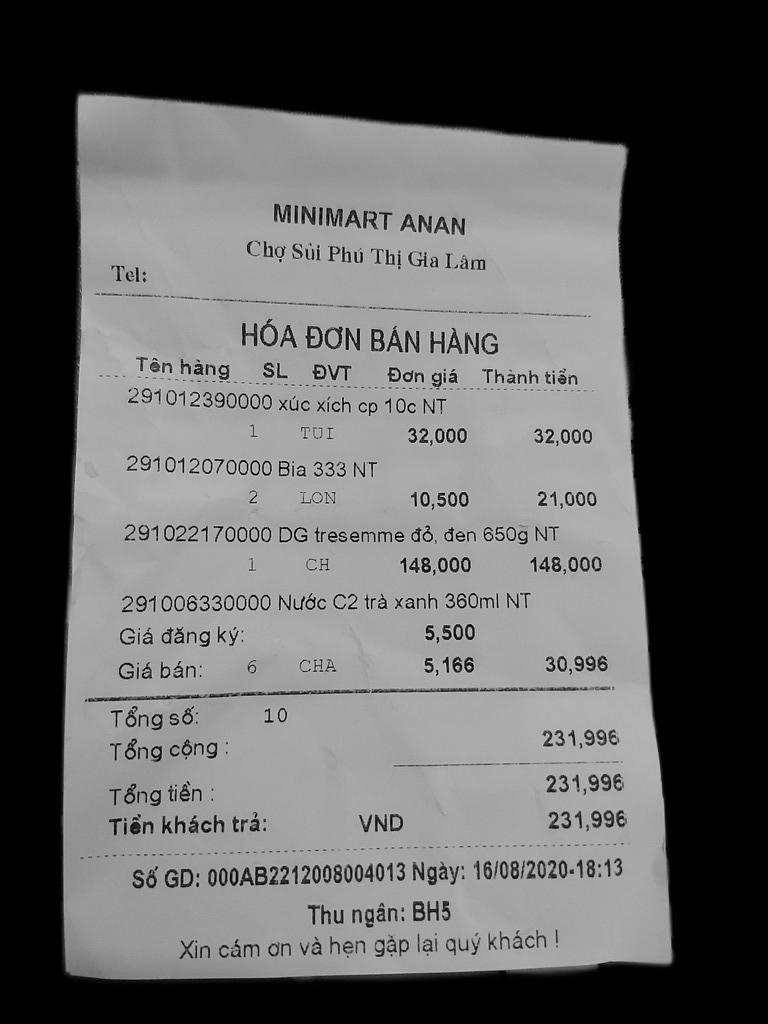 MINIMART ANAN
Chợ Sủi Phú Thị Gia Lâm
Tel:
HÓA ĐƠN BÁN HÀNG
Tên hàng SL ĐVT Đơn giá Thành tiền
291012390000 xúc xích cp 10c NT
1 TUI 32,000 32,000
291012070000 Bia 333 NT
2 LON 10,500 21,000
291022170000 DG tresemme đỏ, đen 650g NT
1 CH 148,000 148,000
291006330000 Nước C2 trà xanh 360ml NT
Giá đăng ký: 5,500
Giá bán: 6 CHA 5,166 30,996
Tổng số: 10
Tổng cộng : 231,996
Tổng tiền : 231,996
Tiền khách trả: VND 231,996
Số GD: 000AB2212008004013 Ngày: 16/08/2020-18:13
Thu ngân: BH5
Xin cám ơn và hẹn gặp lại quý khách !